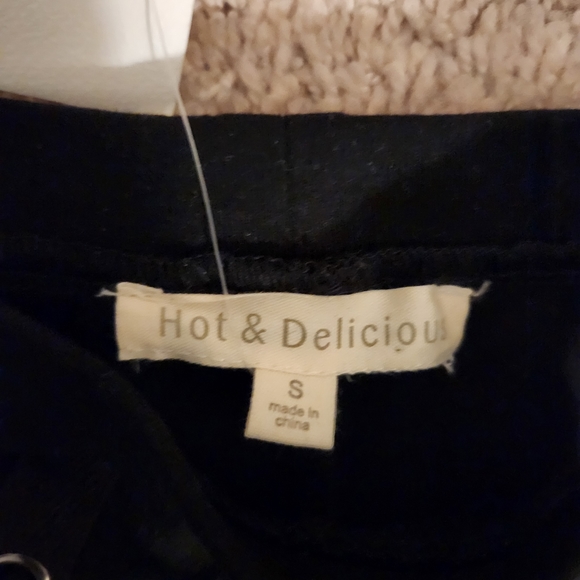 Hot & Delicious
S
made in
china